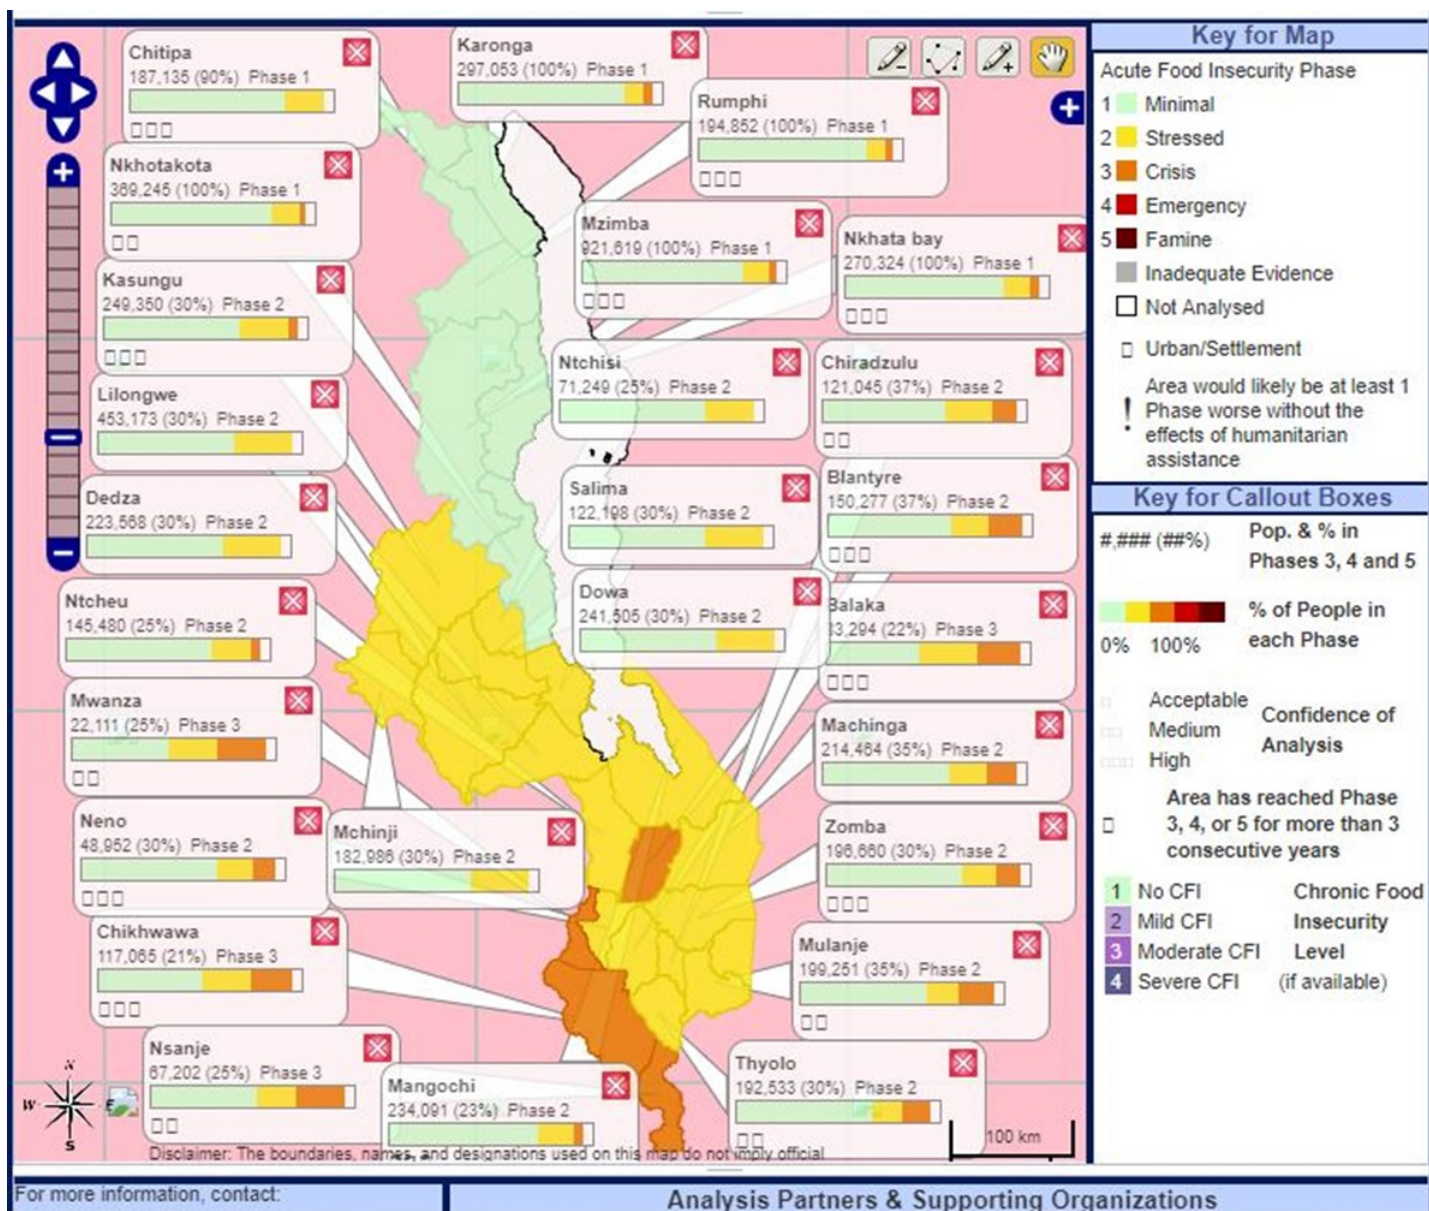 Chitipa
187,135 (90%) Phase 1
Karonga
297,053 (100%) Phase 1
Rumphi
194,852 (100%) Phase 1
Nkhotakota
369,245 (100%) Phase 1
Mzimba
921,619 (100%) Phase 1
Nkhata bay
270,324 (100%) Phase 1
Kasungu
249,350 (30%) Phase 2
Ntchisi
71,249 (25%) Phase 2
Chiradzulu
121,045 (37%) Phase 2
Lilongwe
453,173 (30%) Phase 2
Dedza
223,568 (30%) Phase 2
Salima
122,198 (30%) Phase 2
Blantyre
150,277 (37%) Phase 2
Ntcheu
145,480 (25%) Phase 2
Dowa
241,505 (30%) Phase 2
Balaka
3,294 (22%) Phase 3
Mwanza
22,111 (25%) Phase 3
Machinga
214,464 (35%) Phase 2
Neno
48,952 (30%) Phase 2
Mchinji
182,986 (30%) Phase 2
Zomba
196,660 (30%) Phase 2
Chikhwawa
117,065 (21%) Phase 3
Mulanje
199,251 (35%) Phase 2
Nsanje
67,202 (25%) Phase 3
Mangochi
234,091 (23%) Phase 2
Thyolo
192,533 (30%) Phase 2
N
W
E
S
100 km
Disclaimer: The boundaries, names, and designations used on this map do not imply official
Key for Map
Acute Food Insecurity Phase
1 Minimal
2 Stressed
3 Crisis
4 Emergency
5 Famine
Inadequate Evidence
Not Analysed
Urban/Settlement
! Area would likely be at least 1
Phase worse without the
effects of humanitarian
assistance
Key for Callout Boxes
#,### (##%) Pop. & % in
Phases 3, 4 and 5
% of People in
each Phase
0% 100%
Acceptable
Medium
High
Confidence of
Analysis
Area has reached Phase
3, 4, or 5 for more than 3
consecutive years
1 No CFI
2 Mild CFI
3 Moderate CFI
4 Severe CFI
Chronic Food
Insecurity
Level
(if available)
For more information, contact:
Analysis Partners & Supporting Organizations